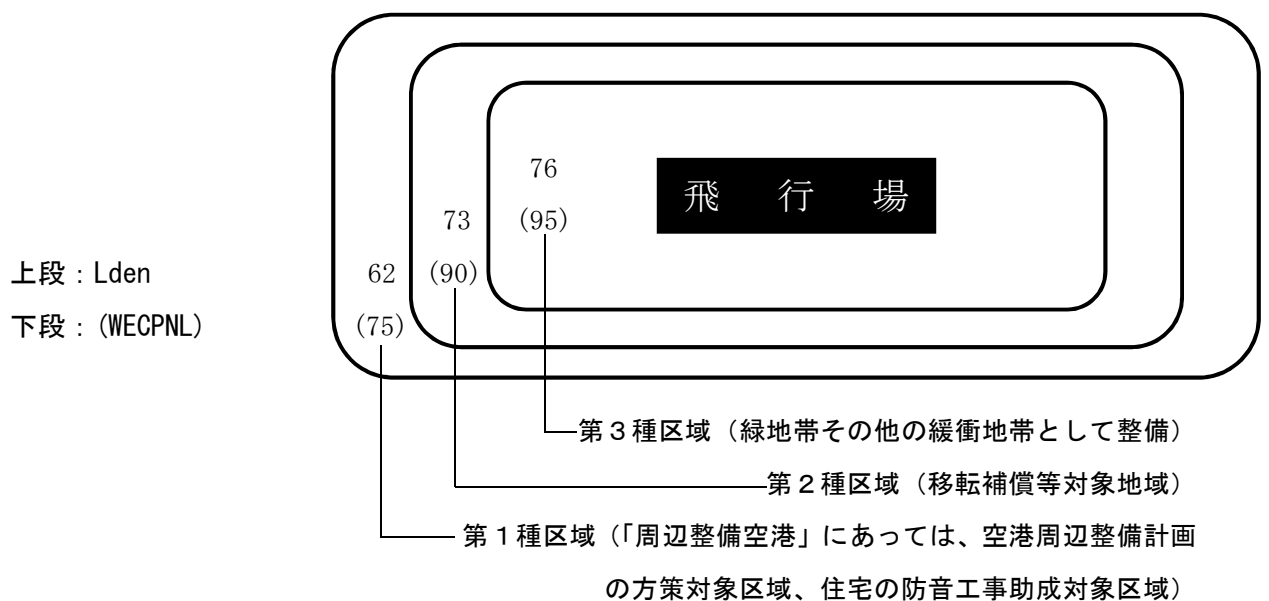 76
飛 行 場
(95)
73
(90)
62
(75)
上段：Lden
下段：(WECPNL)
第３種区域（緑地帯その他の緩衝地帯として整備）
第２種区域（移転補償等対象地域）
第１種区域（「周辺整備空港」にあっては、空港周辺整備計画
の方策対象区域、住宅の防音工事助成対象区域）